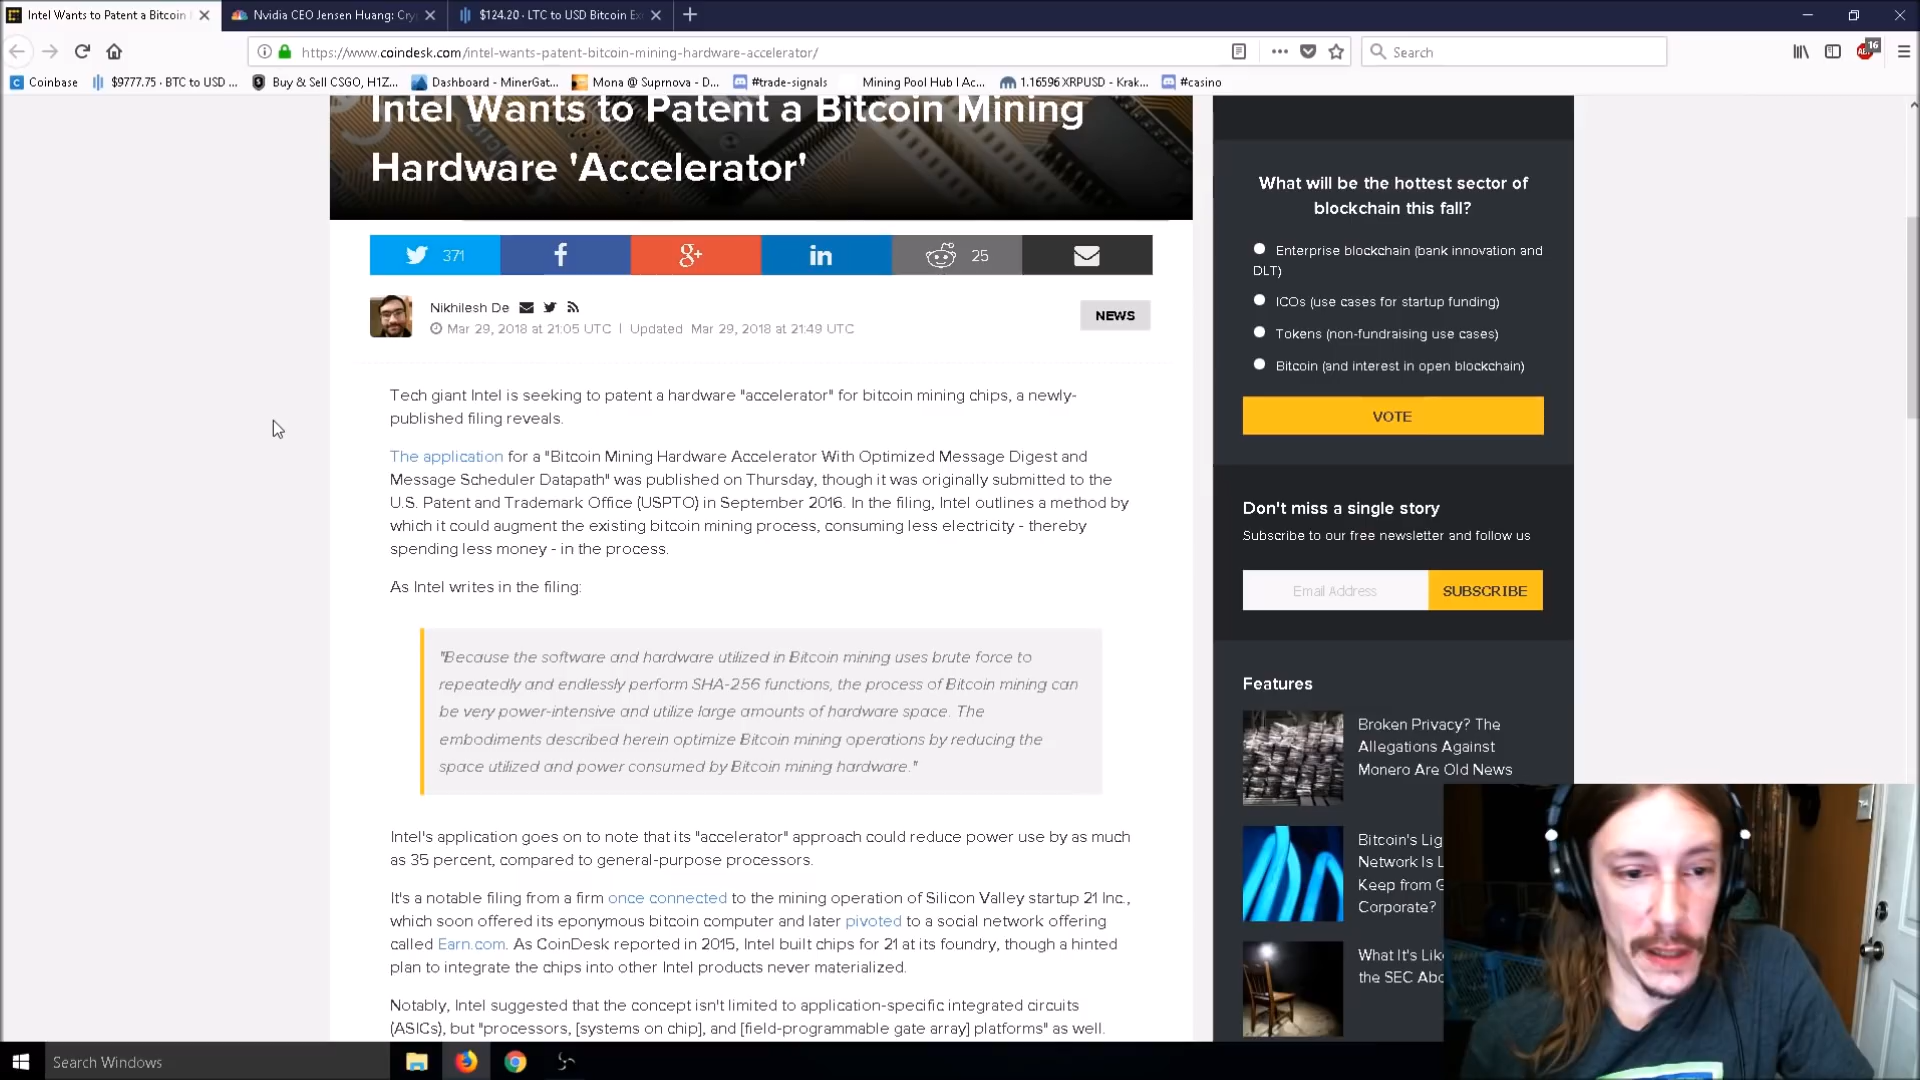 Intel Wants to Patent a Bitcoin
Nvidia CEO Jensen Huang: Cry
$124.20 · LTC to USD Bitcoin Ex
https://www.coindesk.com/intel-wants-patent-bitcoin-mining-hardware-accelerator/
Search
16
Coinbase
$9777.75 · BTC to USD ...
Buy & Sell CSGO, H1Z...
Dashboard - MinerGat...
Mona @ Suprnova - D...
#trade-signals
Mining Pool Hub | Ac...
1.16596 XRPUSD - Krak...
#casino
Intel Wants to Patent a Bitcoin Mining
Hardware 'Accelerator'
371
25
Nikhilesh De
Mar 29, 2018 at 21:05 UTC | Updated Mar 29, 2018 at 21:49 UTC
NEWS
Tech giant Intel is seeking to patent a hardware "accelerator" for bitcoin mining chips, a newly-
published filing reveals.
The application for a "Bitcoin Mining Hardware Accelerator With Optimized Message Digest and
Message Scheduler Datapath" was published on Thursday, though it was originally submitted to the
U.S. Patent and Trademark Office (USPTO) in September 2016. In the filing, Intel outlines a method by
which it could augment the existing bitcoin mining process, consuming less electricity - thereby
spending less money - in the process.
As Intel writes in the filing:
"Because the software and hardware utilized in Bitcoin mining uses brute force to
repeatedly and endlessly perform SHA-256 functions, the process of Bitcoin mining can
be very power-intensive and utilize large amounts of hardware space. The
embodiments described herein optimize Bitcoin mining operations by reducing the
space utilized and power consumed by Bitcoin mining hardware."
Intel's application goes on to note that its "accelerator" approach could reduce power use by as much
as 35 percent, compared to general-purpose processors.
It's a notable filing from a firm once connected to the mining operation of Silicon Valley startup 21 Inc.,
which soon offered its eponymous bitcoin computer and later pivoted to a social network offering
called Earn.com. As CoinDesk reported in 2015, Intel built chips for 21 at its foundry, though a hinted
plan to integrate the chips into other Intel products never materialized.
Notably, Intel suggested that the concept isn't limited to application-specific integrated circuits
(ASICs), but "processors, [systems on chip], and [field-programmable gate array] platforms" as well.
What will be the hottest sector of
blockchain this fall?
Enterprise blockchain (bank innovation and
DLT)
ICOs (use cases for startup funding)
Tokens (non-fundraising use cases)
Bitcoin (and interest in open blockchain)
VOTE
Don't miss a single story
Subscribe to our free newsletter and follow us
Email Address
SUBSCRIBE
Features
Broken Privacy? The
Allegations Against
Monero Are Old News
Bitcoin's Lig
Network Is L
Keep from G
Corporate?
What It's Lik
the SEC Abo
Search Windows